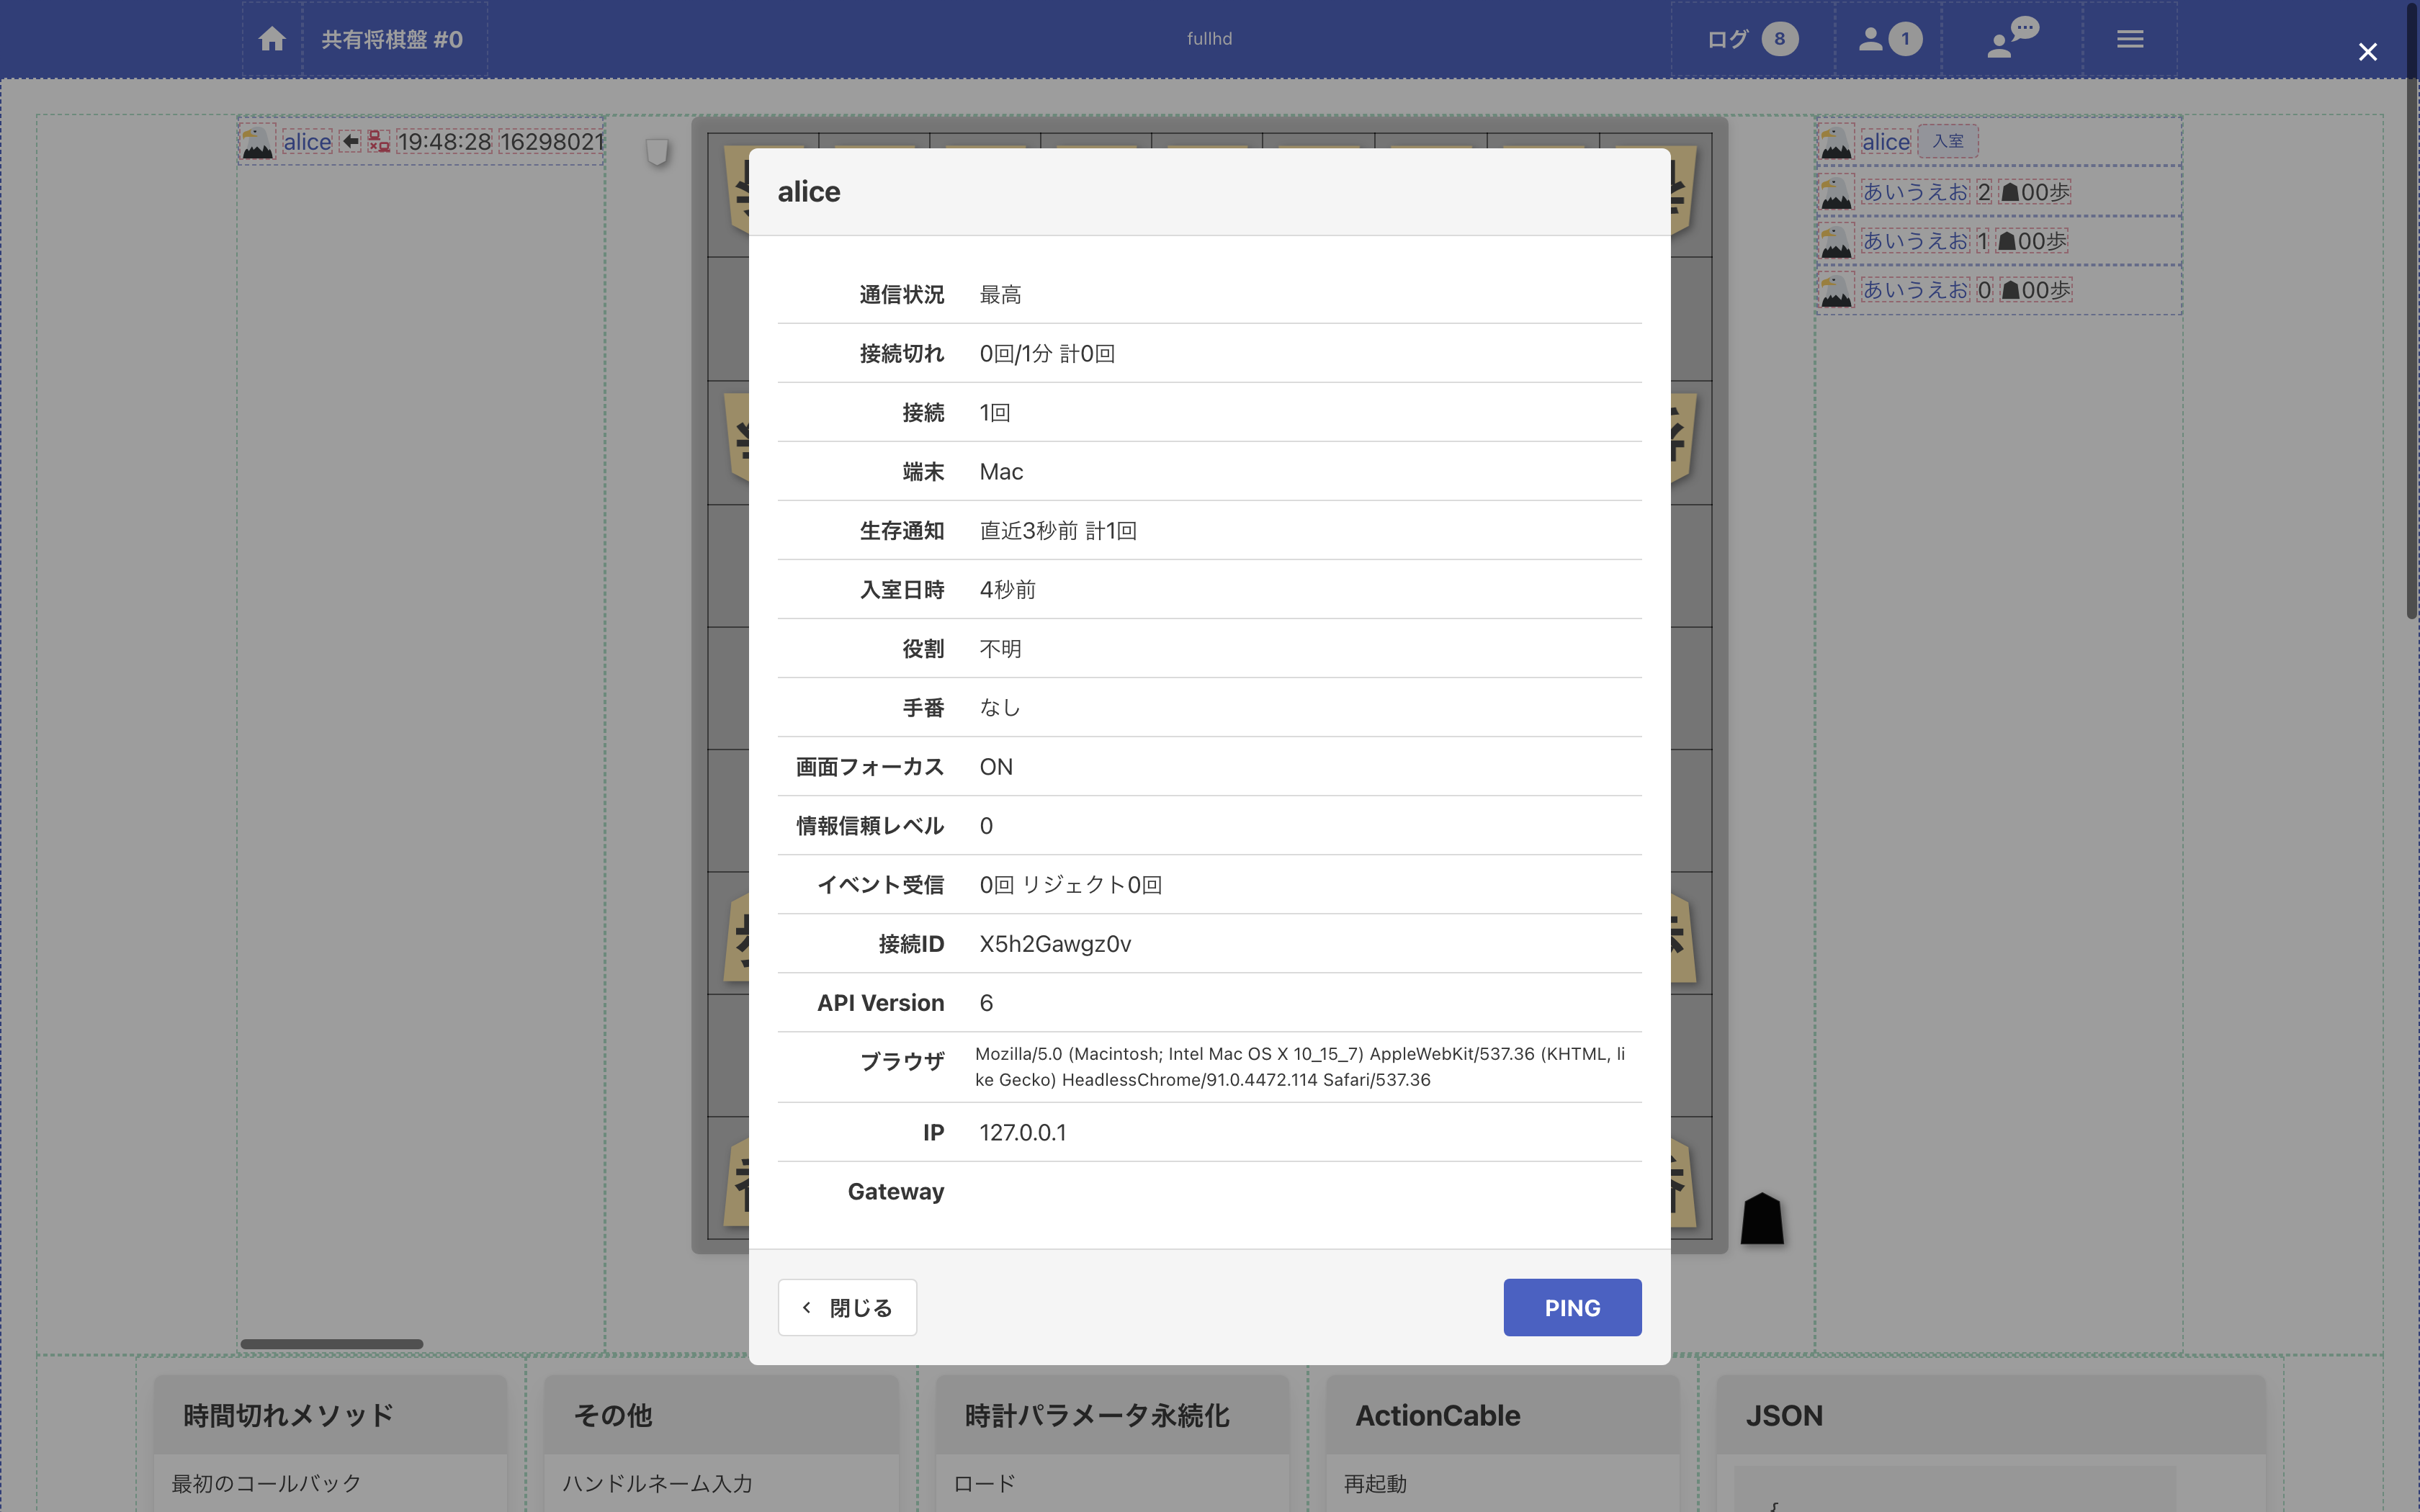 共有将棋盤 #0
fullhd
ログ 8
1
alice 19:48:28 16298021
alice 入室
あいうえお 2 ☗00歩
あいうえお 1 ☗00歩
あいうえお 0 ☗00歩
alice
通信状況 最高
接続切れ 0回/1分 計0回
接続 1回
端末 Mac
生存通知 直近3秒前 計1回
入室日時 4秒前
役割 不明
手番 なし
画面フォーカス ON
情報信頼レベル 0
イベント受信 0回 リジェクト0回
接続ID X5h2Gawgz0v
API Version 6
ブラウザ Mozilla/5.0 (Macintosh; Intel Mac OS X 10_15_7) AppleWebKit/537.36 (KHTML, li
ke Gecko) HeadlessChrome/91.0.4472.114 Safari/537.36
IP 127.0.0.1
Gateway
閉じる
PING
時間切れメソッド
最初のコールバック
その他
ハンドルネーム入力
時計パラメータ永続化
ロード
ActionCable
再起動
JSON
{